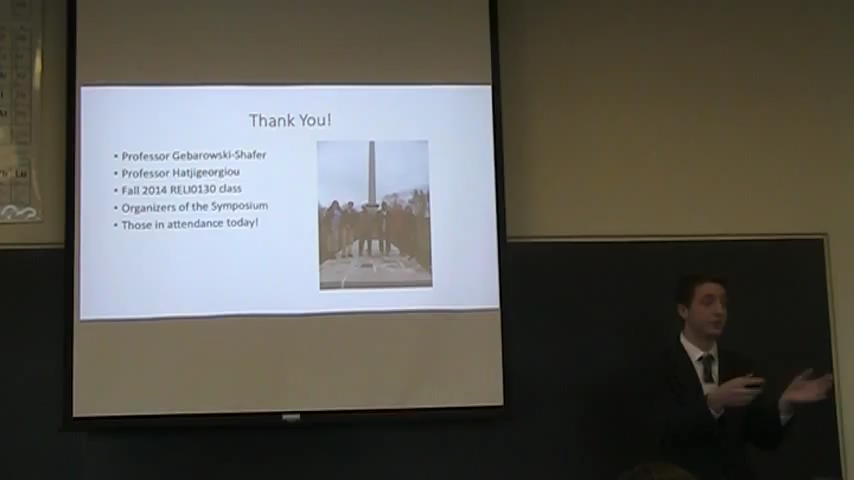 Thank You!
• Professor Gebarowski-Shafer
• Professor Hatjigeorgiou
• Fall 2014 RELI0130 class
• Organizers of the Symposium
• Those in attendance today!
Lu